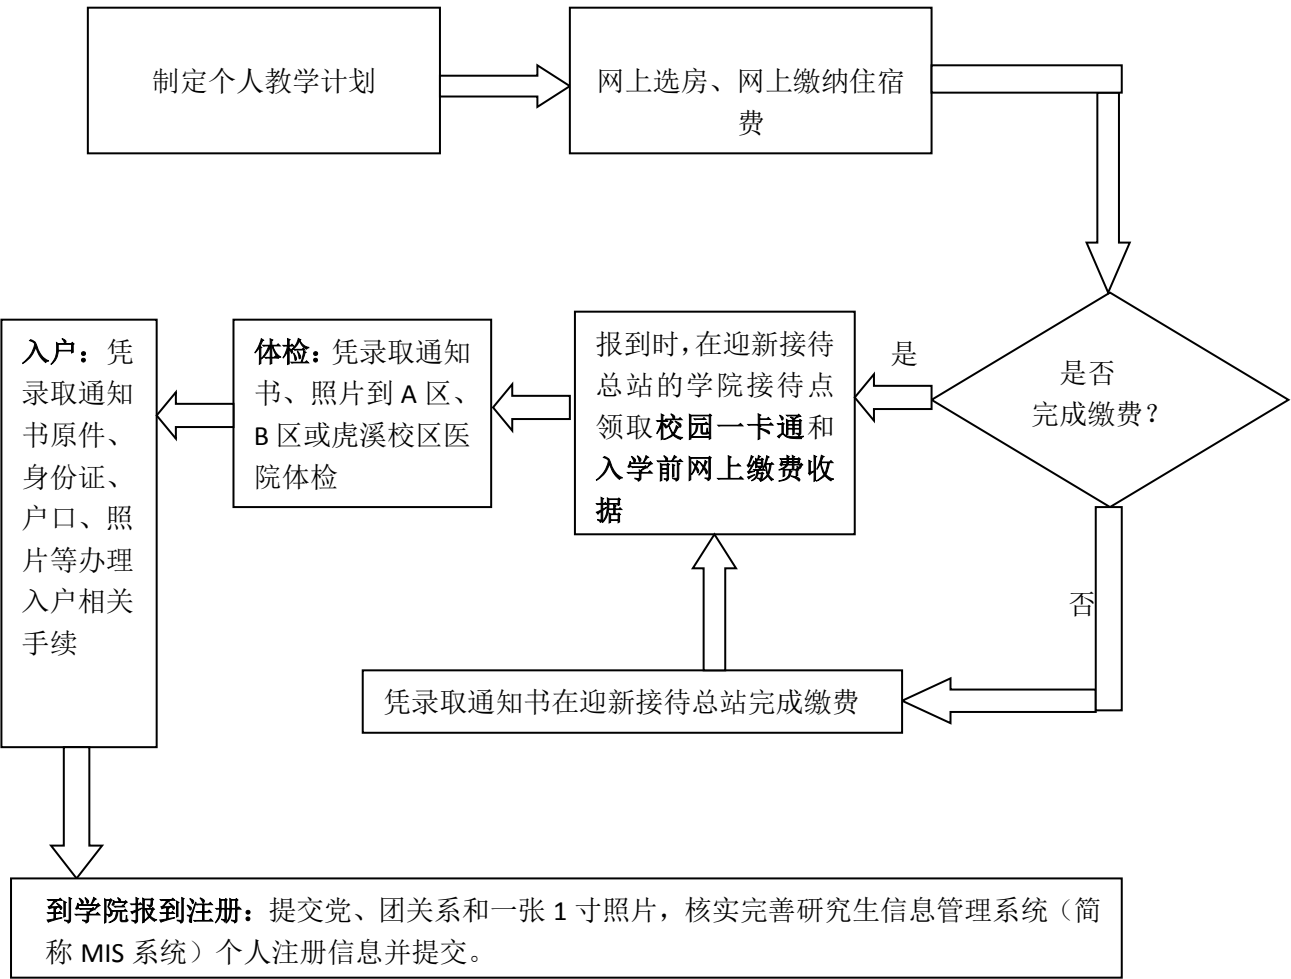 制定个人教学计划
网上选房、网上缴纳住宿
费
是否
完成缴费？
是
否
报到时，在迎新接待
总站的学院接待点
领取校园一卡通和
入学前网上缴费收
据
凭录取通知书在迎新接待总站完成缴费
体检：凭录取通知
书、照片到 A 区、
B 区或虎溪校区医
院体检
入户：凭
录取通知
书原件、
身份证、
户口、照
片等办理
入户相关
手续
到学院报到注册：提交党、团关系和一张 1 寸照片，核实完善研究生信息管理系统（简
称 MIS 系统）个人注册信息并提交。